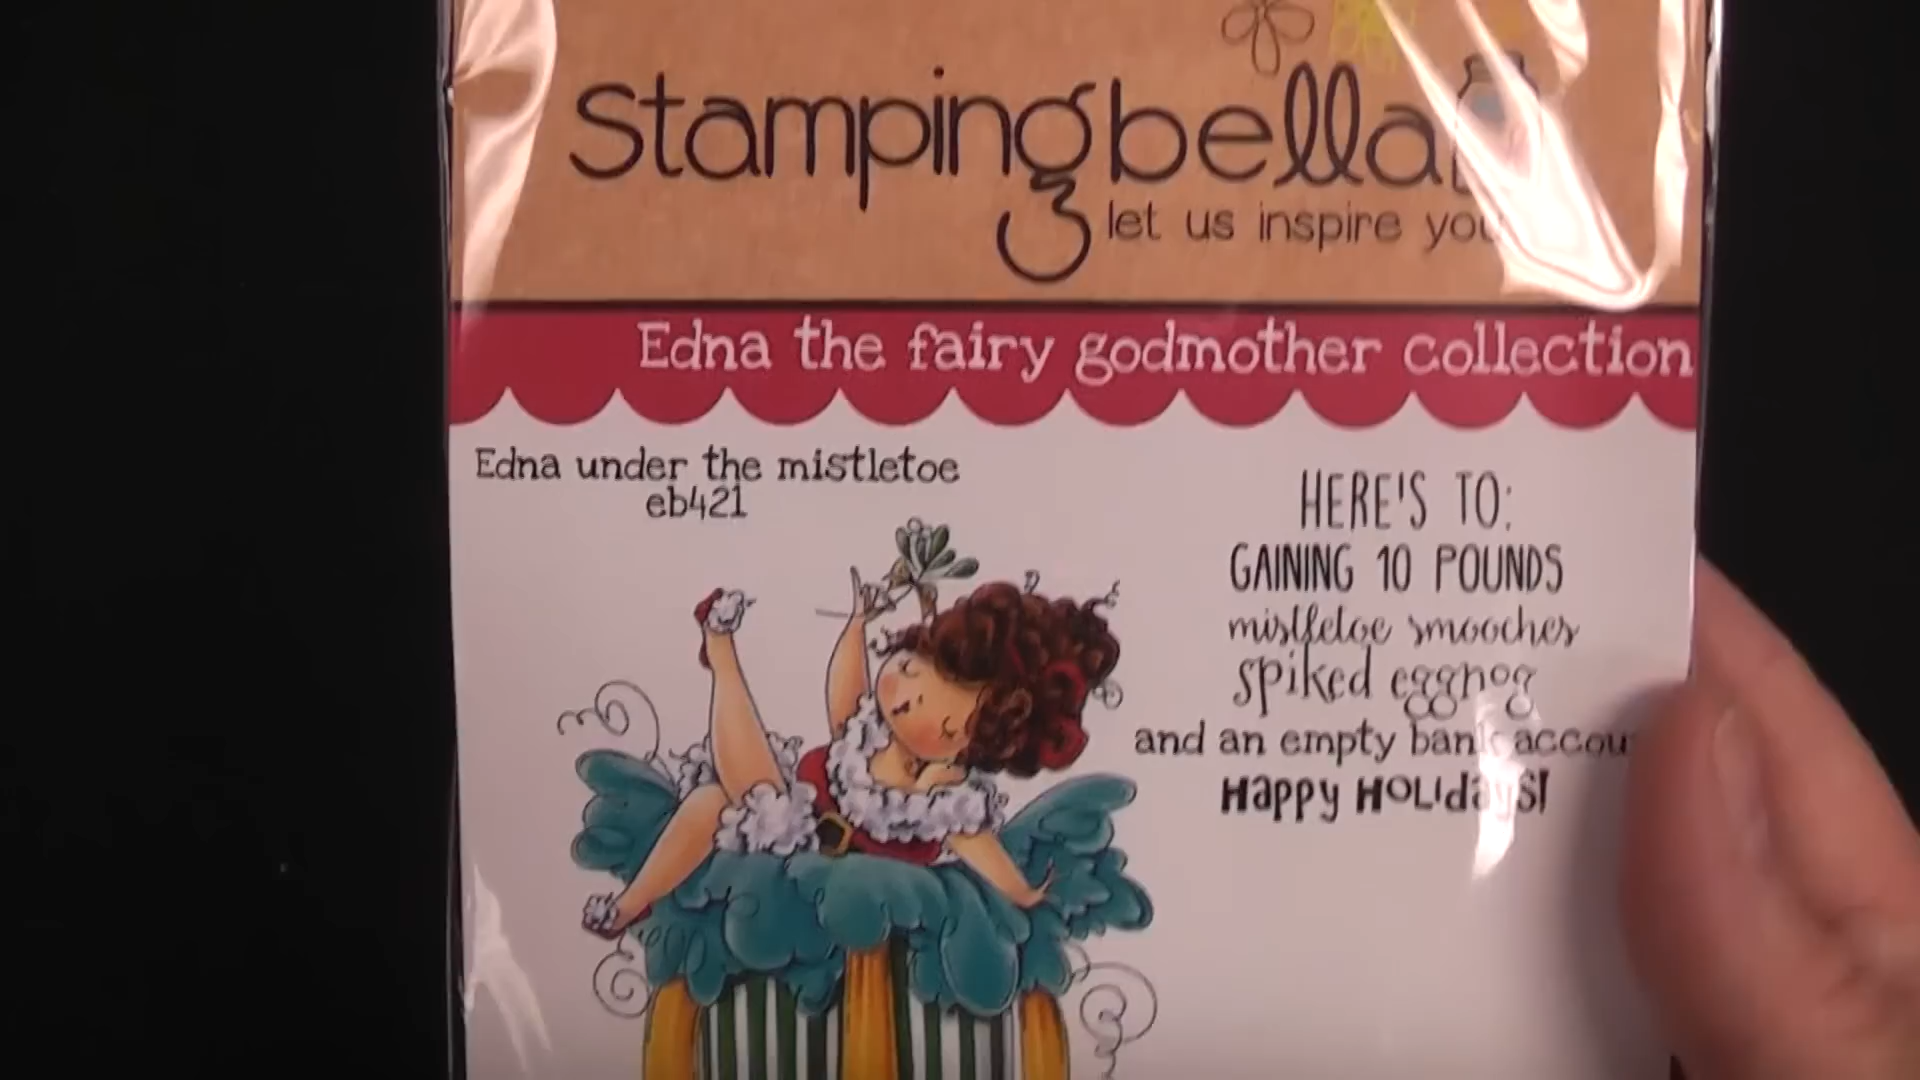 stampingbella
let us inspire you
Edna the fairy godmother collection
Edna under the mistletoe
eb421
HERE'S TO:
GAINING 10 POUNDS
mistletoe smooches
spiked eggnog
and an empty bank
Happy Holidays!